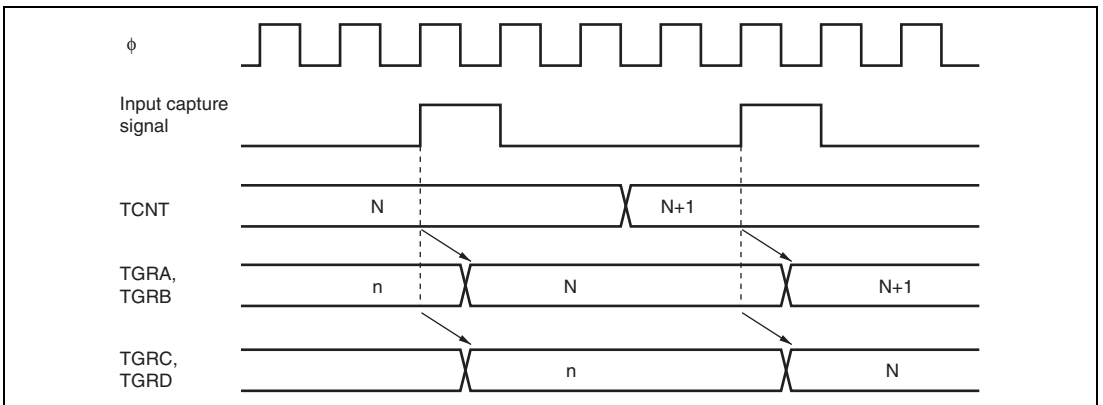 φ
Input capture
signal
TCNT
N
N+1
TGRA,
TGRB
n
N
N+1
TGRC,
TGRD
n
N